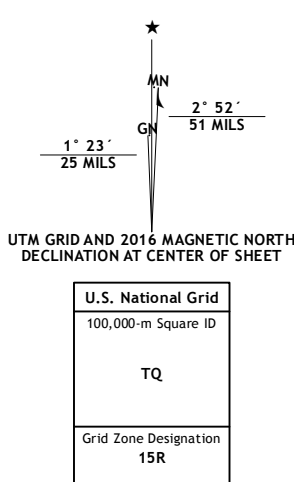 ★
MN
2° 52´
51 MILS
GN
1° 23´
25 MILS
UTM GRID AND 2016 MAGNETIC NORTH
DECLINATION AT CENTER OF SHEET
U.S. National Grid
100,000-m Square ID
TQ
Grid Zone Designation
15R